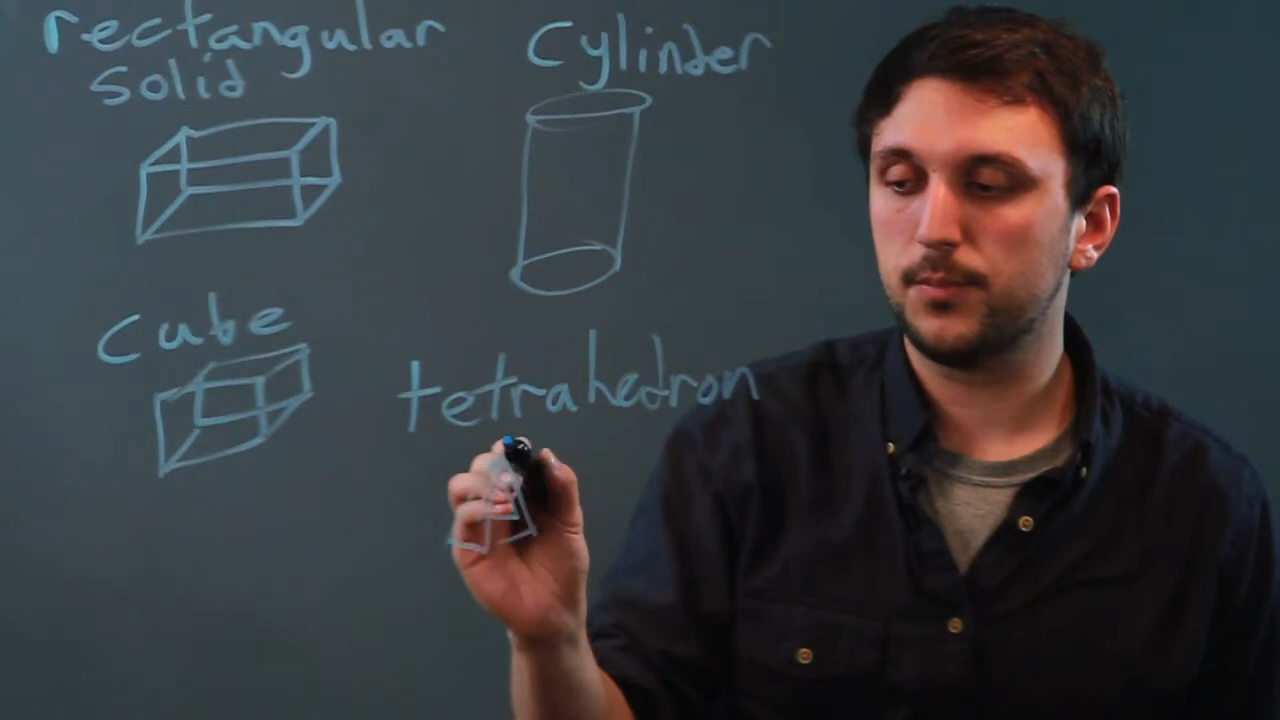 rectangular
solid
Cylinder
cube
tetrahedron